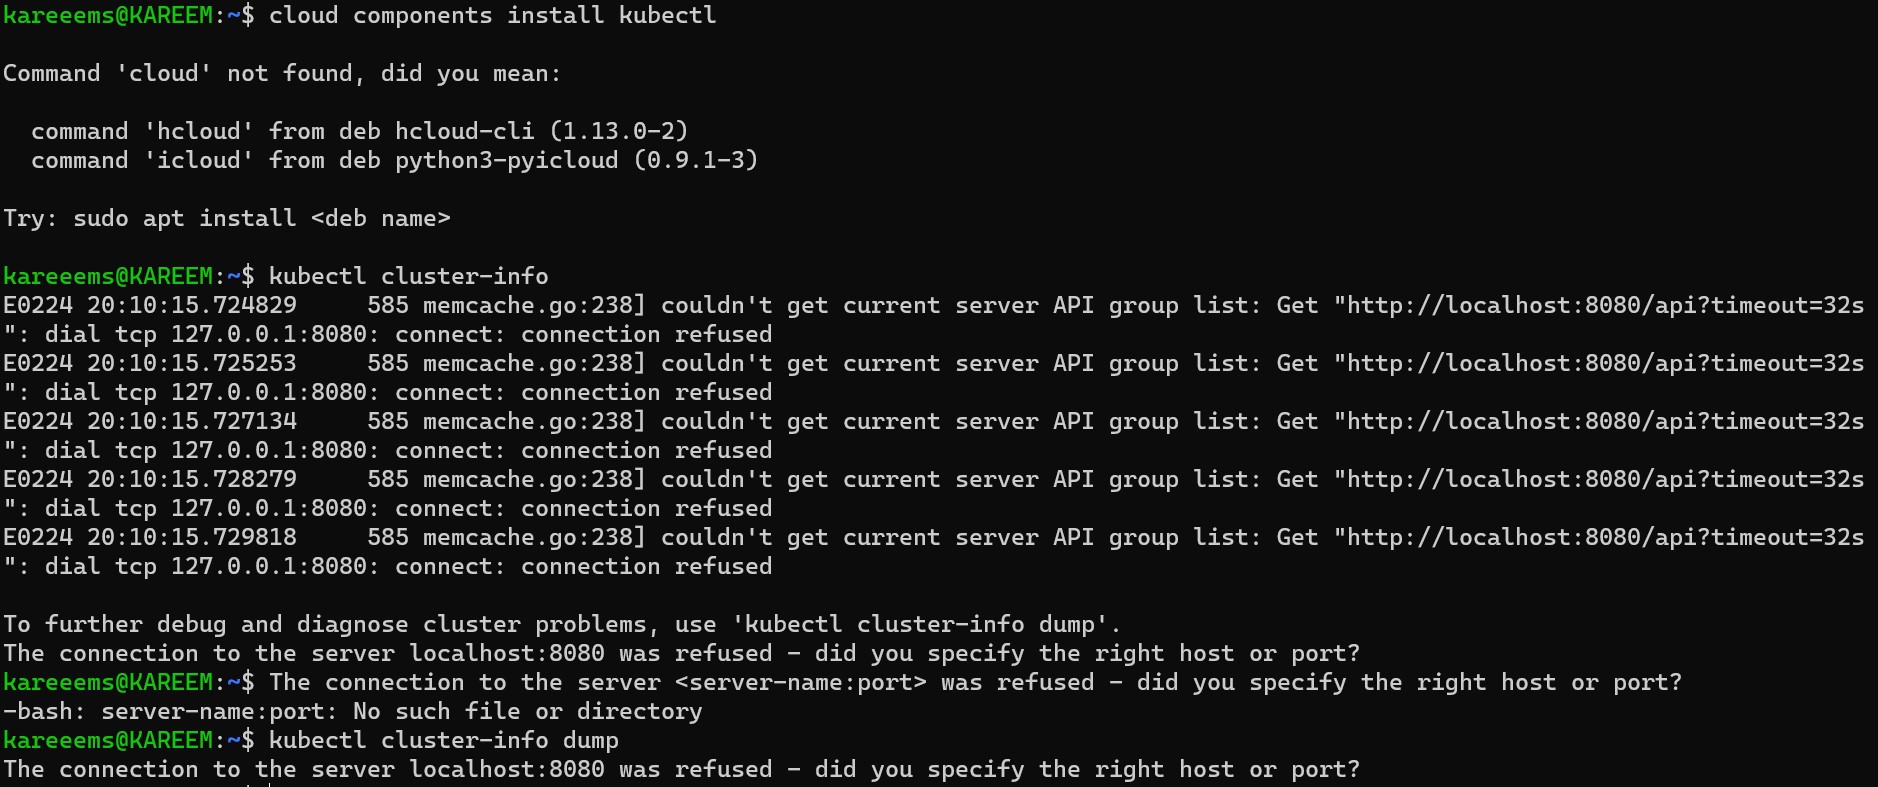 kareeems@KAREEM:~$ cloud components install kubectl
Command 'cloud' not found, did you mean:
  command 'hcloud' from deb hcloud-cli (1.13.0-2)
  command 'icloud' from deb python3-pyicloud (0.9.1-3)
Try: sudo apt install <deb name>
kareeems@KAREEM:~$ kubectl cluster-info
E0224 20:10:15.724829     585 memcache.go:238] couldn't get current server API group list: Get "http://localhost:8080/api?timeout=32s
": dial tcp 127.0.0.1:8080: connect: connection refused
E0224 20:10:15.725253     585 memcache.go:238] couldn't get current server API group list: Get "http://localhost:8080/api?timeout=32s
": dial tcp 127.0.0.1:8080: connect: connection refused
E0224 20:10:15.727134     585 memcache.go:238] couldn't get current server API group list: Get "http://localhost:8080/api?timeout=32s
": dial tcp 127.0.0.1:8080: connect: connection refused
E0224 20:10:15.728279     585 memcache.go:238] couldn't get current server API group list: Get "http://localhost:8080/api?timeout=32s
": dial tcp 127.0.0.1:8080: connect: connection refused
E0224 20:10:15.729818     585 memcache.go:238] couldn't get current server API group list: Get "http://localhost:8080/api?timeout=32s
": dial tcp 127.0.0.1:8080: connect: connection refused
To further debug and diagnose cluster problems, use 'kubectl cluster-info dump'.
The connection to the server localhost:8080 was refused - did you specify the right host or port?
kareeems@KAREEM:~$ The connection to the server <server-name:port> was refused - did you specify the right host or port?
-bash: server-name:port: No such file or directory
kareeems@KAREEM:~$ kubectl cluster-info dump
The connection to the server localhost:8080 was refused - did you specify the right host or port?